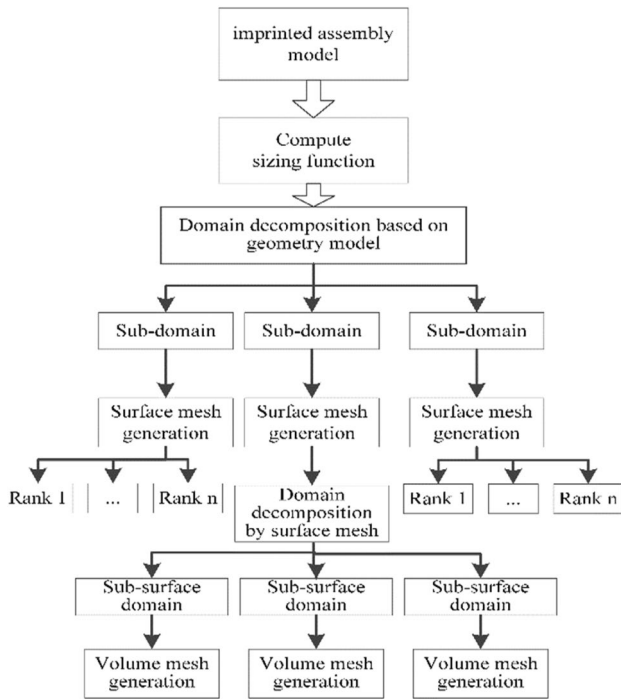 imprinted assembly
model
Compute
sizing function
Domain decomposition based on
geometry model
Sub-domain
Sub-domain
Sub-domain
Surface mesh
generation
Surface mesh
generation
Surface mesh
generation
Rank 1
...
Rank n
Domain
decomposition
by surface mesh
Rank 1
...
Rank n
Sub-surface
domain
Sub-surface
domain
Sub-surface
domain
Volume mesh
generation
Volume mesh
generation
Volume mesh
generation